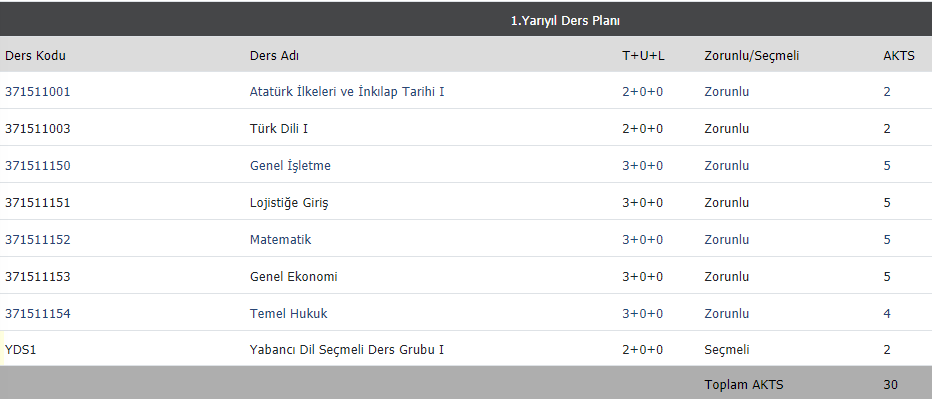 1.Yarıyıl Ders Planı
Ders Kodu Ders Adı T+U+L Zorunlu/Seçmeli AKTS
371511001 Atatürk İlkeleri ve İnkılap Tarihi I 2+0+0 Zorunlu 2
371511003 Türk Dili I 2+0+0 Zorunlu 2
371511150 Genel İşletme 3+0+0 Zorunlu 5
371511151 Lojistiğe Giriş 3+0+0 Zorunlu 5
371511152 Matematik 3+0+0 Zorunlu 5
371511153 Genel Ekonomi 3+0+0 Zorunlu 5
371511154 Temel Hukuk 3+0+0 Zorunlu 4
YDS1 Yabancı Dil Seçmeli Ders Grubu I 2+0+0 Seçmeli 2
Toplam AKTS 30